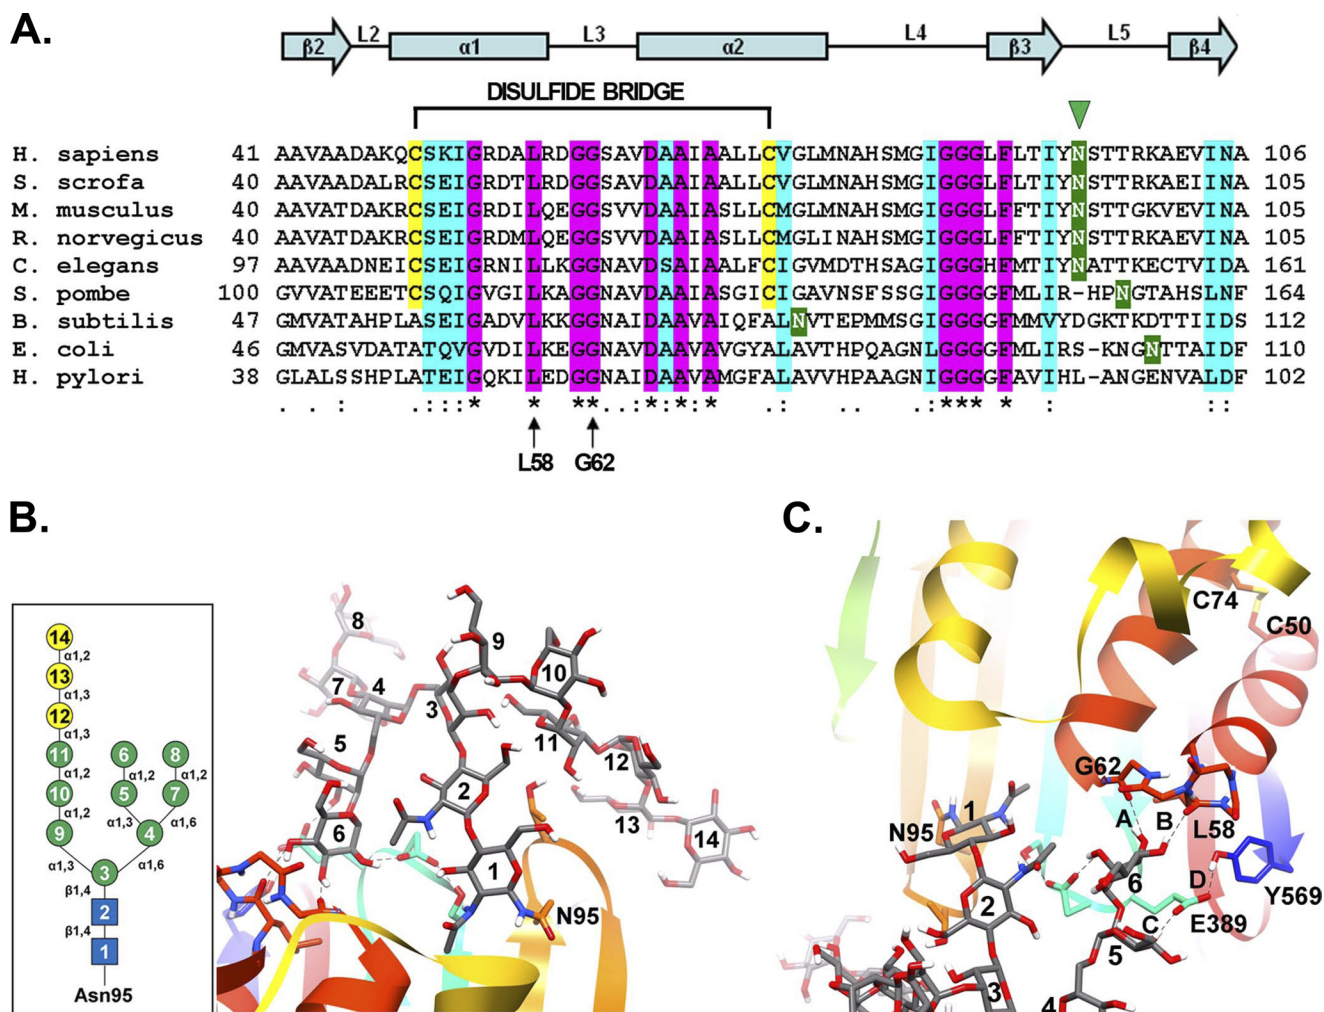 A.
β2 L2 α1 L3 α2 L4 β3 L5 β4
DISULFIDE BRIDGE
H. sapiens 41 AAVAADAKQCSKIGRDALRDGGSAVDAAIAALLCVGLMNAHSMGIGGGLFLTIYNSTTRKAEVINA 106
S. scrofa 40 AAVAADALRCSEIGRDTLRDGGSAVDAAIAALLCVGLMNAHSMGIGGGLFLTIYNSTTRKAEIINA 105
M. musculus 40 AAVATDAKRCSEIGRDILQEGGSVVDAAIASLLCMGLMNAHSMGIGGGLFFTIYNSTTGKVEVINA 105
R. norvegicus 40 AAVATDAKRCSEIGRDMLQEGGSVVDAAIASLLCMGLINAHSMGIGGGLFFTIYNSTTRKAEVINA 105
C. elegans 97 AAVAADNEICSEIGRNILLKGGNAVDSAIAALFCIGVMDTHSAGIGGGHFMTIYNATTKECTVIDA 161
S. pombe 100 GVVATEEETCSQIGVGILKAGGNAVDAAIASGICIGAVNSFSSGIGGGGFMLIR-HPNGTAHSLNF 164
B. subtilis 47 GMVATAHPLASEIGADVLKKGGNAIDAAVAIQFALNVTEPMMSGIGGGGFMMVYDGKTKDTTIIDS 112
E. coli 46 GMVASVDATATQVGVDILKEGGNAVDAAVAVGYALAVTHPQAGNLGGGGFMLIRS-KNGNTTAIDF 110
H. pylori 38 GLALSSHPLATEIGQKILEDGGNAIDAAVAMGFALAVVHPAAGNIGGGGFAVIHL-ANGENVALDF 102
. . : .:::* * **..:*:*:* .: .. .:*** * : ::
L58 G62
B.
14
α1,2
13
α1,3
12
α1,3
11 6 8
α1,2 α1,2 α1,2
10 5 7
α1,2 α1,3 α1,6
9 4
α1,3 α1,6
3
β1,4
2
β1,4
1
Asn95
8
9
7 4 10
3
5 11
12
2
6 13
14
1
N95
C.
C74
C50
G62
1 A B L58
N95
6 D
2 Y569
C E389
5
3
4